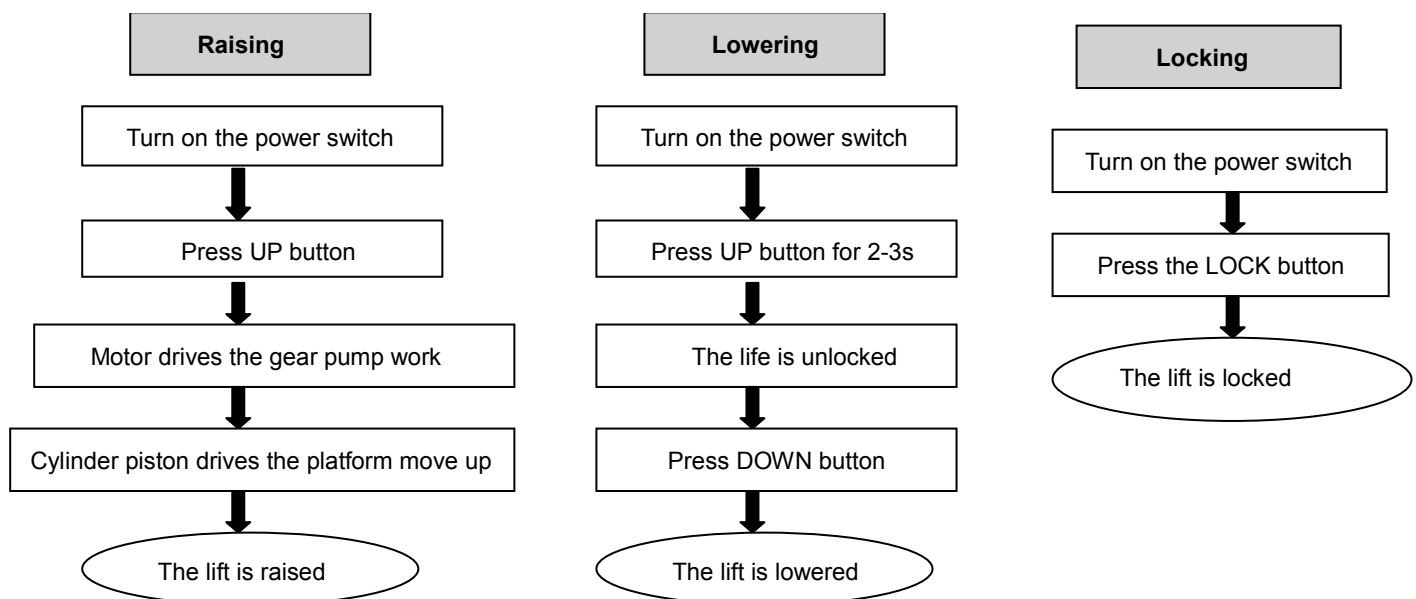 Raising
Turn on the power switch
Press UP button
Motor drives the gear pump work
Cylinder piston drives the platform move up
The lift is raised
Lowering
Turn on the power switch
Press UP button for 2-3s
The life is unlocked
Press DOWN button
The lift is lowered
Locking
Turn on the power switch
Press the LOCK button
The lift is locked